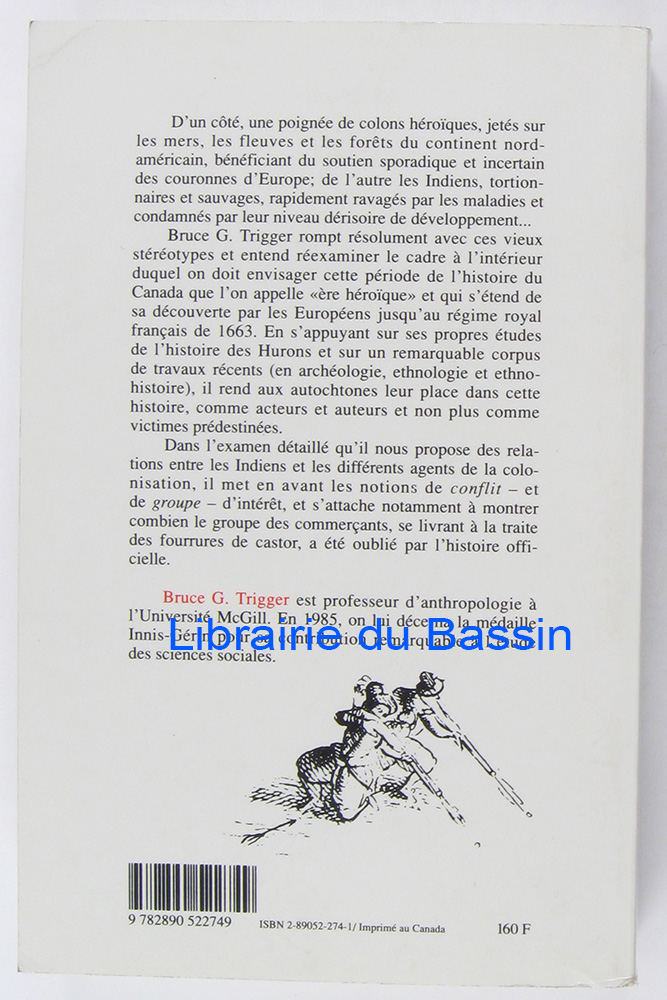 D'un côté, une poignée de colons héroïques, jetés sur
les mers, les fleuves et les forêts du continent nord-
américain, bénéficiant du soutien sporadique et incertain
des couronnes d'Europe; de l'autre les Indiens, tortion-
naires et sauvages, rapidement ravagés par les maladies et
condamnés par leur niveau dérisoire de développement...
Bruce G. Trigger rompt résolument avec ces vieux
stéréotypes et entend réexaminer le cadre à l'intérieur
duquel on doit envisager cette période de l'histoire du
Canada que l'on appelle «ère héroïque» et qui s'étend de
sa découverte par les Européens jusqu'au régime royal
français de 1663. En s'appuyant sur ses propres études
de l'histoire des Hurons et sur un remarquable corpus
de travaux récents (en archéologie, ethnologie et ethno-
histoire), il rend aux autochtones leur place dans cette
histoire, comme acteurs et auteurs et non plus comme
victimes prédestinées.
Dans l'examen détaillé qu'il nous propose des rela-
tions entre les Indiens et les différents agents de la colo-
nisation, il met en avant les notions de conflit – et
de groupe – d'intérêt, et s'attache notamment à montrer
combien le groupe des commerçants, se livrant à la traite
des fourrures de castor, a été oublié par l'histoire offi-
cielle.
Bruce G. Trigger est professeur d'anthropologie à
l'Université McGill. En 1985, on lui décerna la médaille
Librairie du Bassin
Innis-Gérin pour sa contribution remarquable à l'étude
des sciences sociales.
9 782890 522749
ISBN 2-89052-274-1/ Imprimé au Canada
160 F